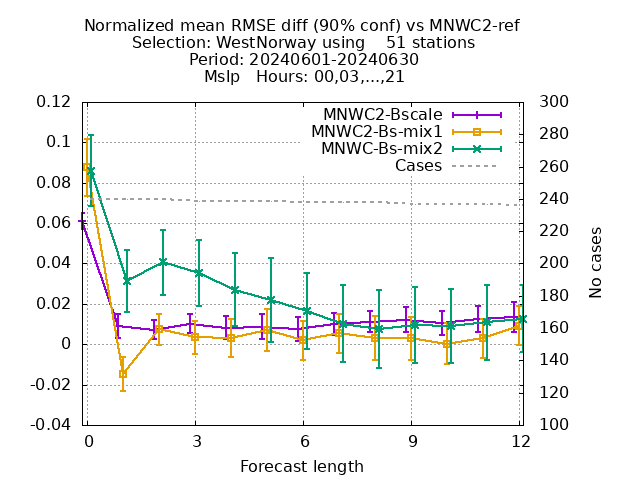 Normalized mean RMSE diff (90% conf) vs MNWC2-ref
Selection: WestNorway using    51 stations
Period: 20240601-20240630
Mslp   Hours: 00,03,...,21
MNWC2-Bscale
MNWC2-Bs-mix1
MNWC-Bs-mix2
Cases
0.12
0.1
0.08
0.06
0.04
0.02
0
-0.02
-0.04
300
280
260
240
220
200
180
160
140
120
100
No cases
0 3 6 9 12
Forecast length